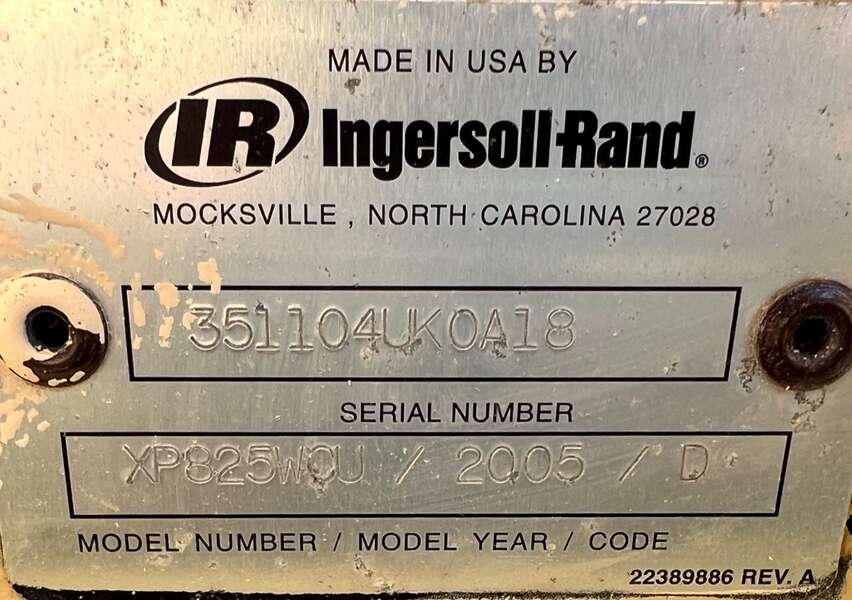 MADE IN USA BY
IR Ingersoll-Rand®
MOCKSVILLE, NORTH CAROLINA 27028
351104UK0A18
SERIAL NUMBER
XP825WCU / 2005 / D
MODEL NUMBER / MODEL YEAR / CODE
22389886 REV. A